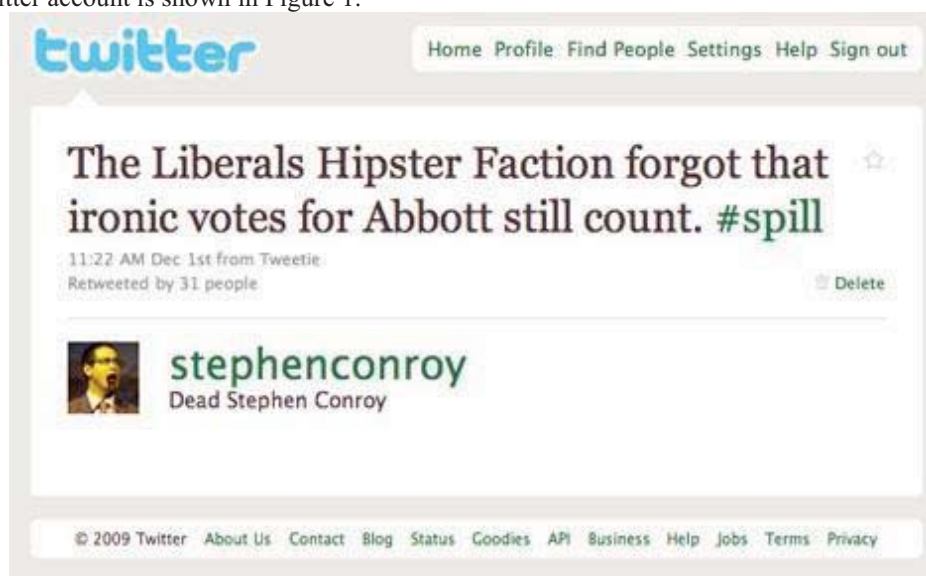 tter account is shown in Figure 1.
twitter
Home Profile Find People Settings Help Sign out
The Liberals Hipster Faction forgot that
ironic votes for Abbott still count. #spill
11:22 AM Dec 1st from Tweetie
Retweeted by 31 people
Delete
stephenconroy
Dead Stephen Conroy
© 2009 Twitter About Us Contact Blog Status Goodies API Business Help Jobs Terms Privacy